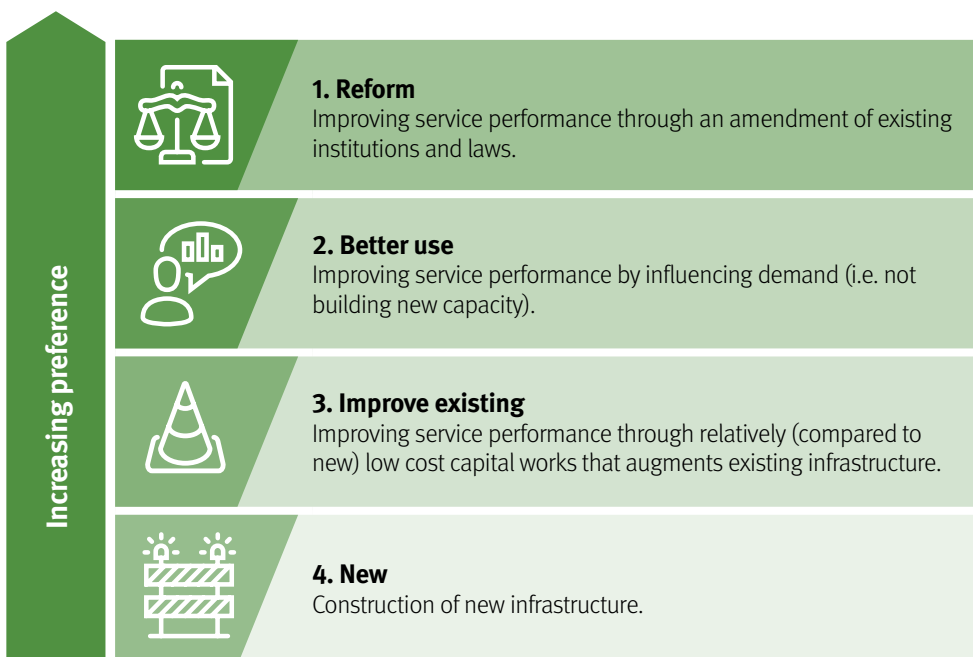 Increasing preference
1. Reform
Improving service performance through an amendment of existing
institutions and laws.
2. Better use
Improving service performance by influencing demand (i.e. not
building new capacity).
3. Improve existing
Improving service performance through relatively (compared to
new) low cost capital works that augments existing infrastructure.
4. New
Construction of new infrastructure.